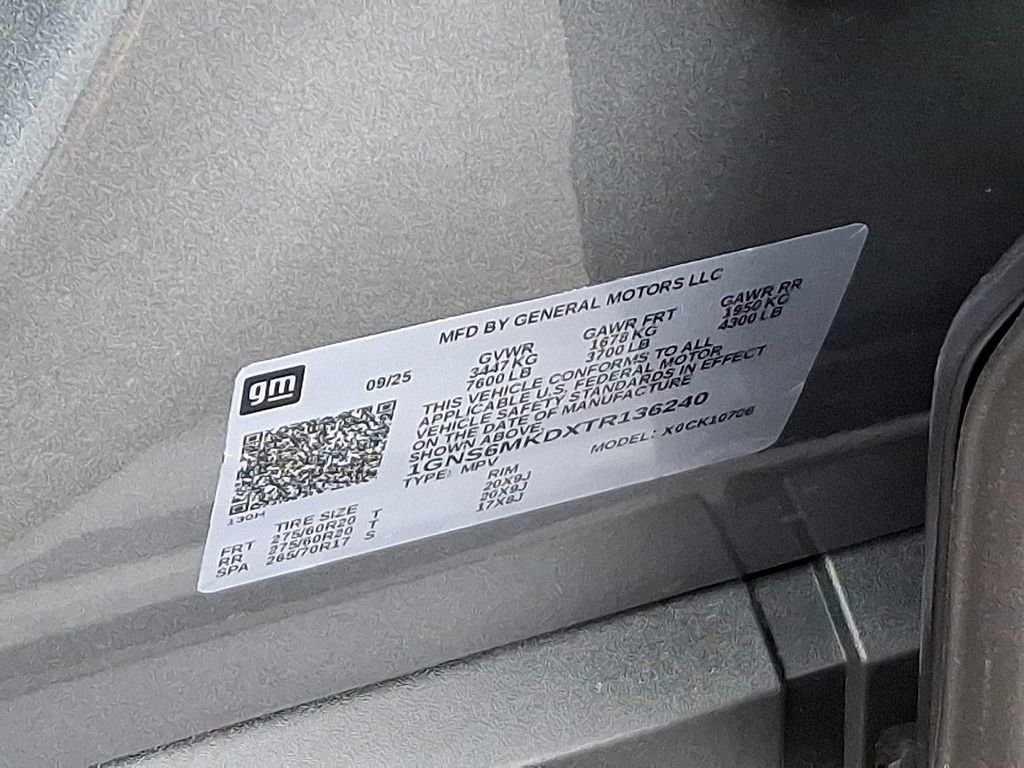 MFD BY GENERAL MOTORS LLC
gm
09/25
GVWR GAWR FRT GAWR RR
3447 KG 1678 KG 1950 KG
7600 LB 3700 LB 4300 LB
THIS VEHICLE CONFORMS TO ALL
APPLICABLE U.S. FEDERAL MOTOR
VEHICLE SAFETY STANDARDS IN EFFECT
ON THE DATE OF MANUFACTURE
SHOWN ABOVE.
1GNS6MKDXTR136240
TYPE: MPV MODEL: X0CK10706
130H
TIRE SIZE RIM
FRT 275/60R20 T 20X9J
RR 275/60R20 T 20X9J
SPA 265/70R17 S 17X8J